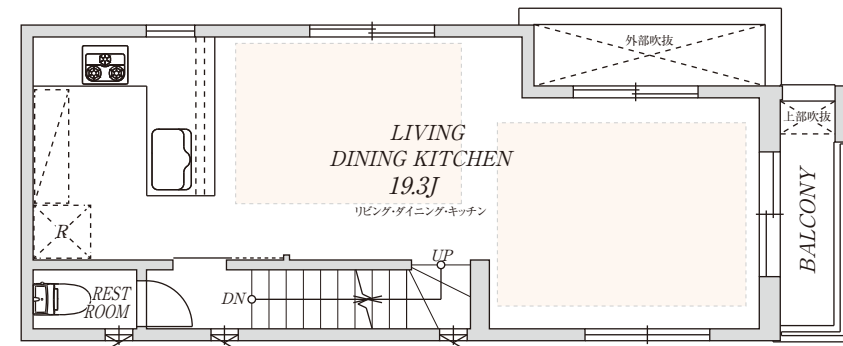 外部吹抜
上部吹抜
LIVING
DINING KITCHEN
19.3J
リビング・ダイニング・キッチン
BALCONY
R
UP
DN
REST
ROOM